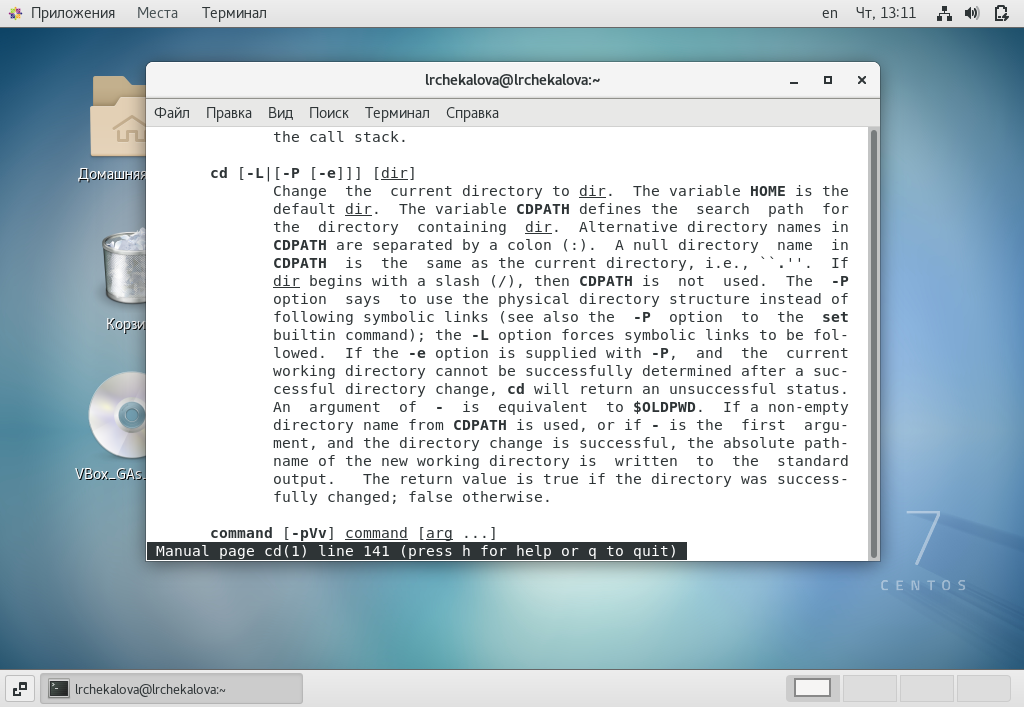 Приложения Места Терминал en Чт, 13:11
lrchekalova@lrchekalova:~
Файл Правка Вид Поиск Терминал Справка
the call stack.
cd [-L|[-P [-e]]] [dir]
Change the current directory to dir. The variable HOME is the
default dir. The variable CDPATH defines the search path for
the directory containing dir. Alternative directory names in
CDPATH are separated by a colon (:). A null directory name in
CDPATH is the same as the current directory, i.e., ``.''. If
dir begins with a slash (/), then CDPATH is not used. The -P
option says to use the physical directory structure instead of
following symbolic links (see also the -P option to the set
builtin command); the -L option forces symbolic links to be fol-
lowed. If the -e option is supplied with -P, and the current
working directory cannot be successfully determined after a suc-
cessful directory change, cd will return an unsuccessful status.
An argument of - is equivalent to $OLDPWD. If a non-empty
directory name from CDPATH is used, or if - is the first argu-
ment, and the directory change is successful, the absolute path-
name of the new working directory is written to the standard
output. The return value is true if the directory was success-
fully changed; false otherwise.
command [-pVv] command [arg ...]
Manual page cd(1) line 141 (press h for help or q to quit)
Домашняя
Корзи
VBox_GAs
7
CENTOS
lrchekalova@lrchekalova:~